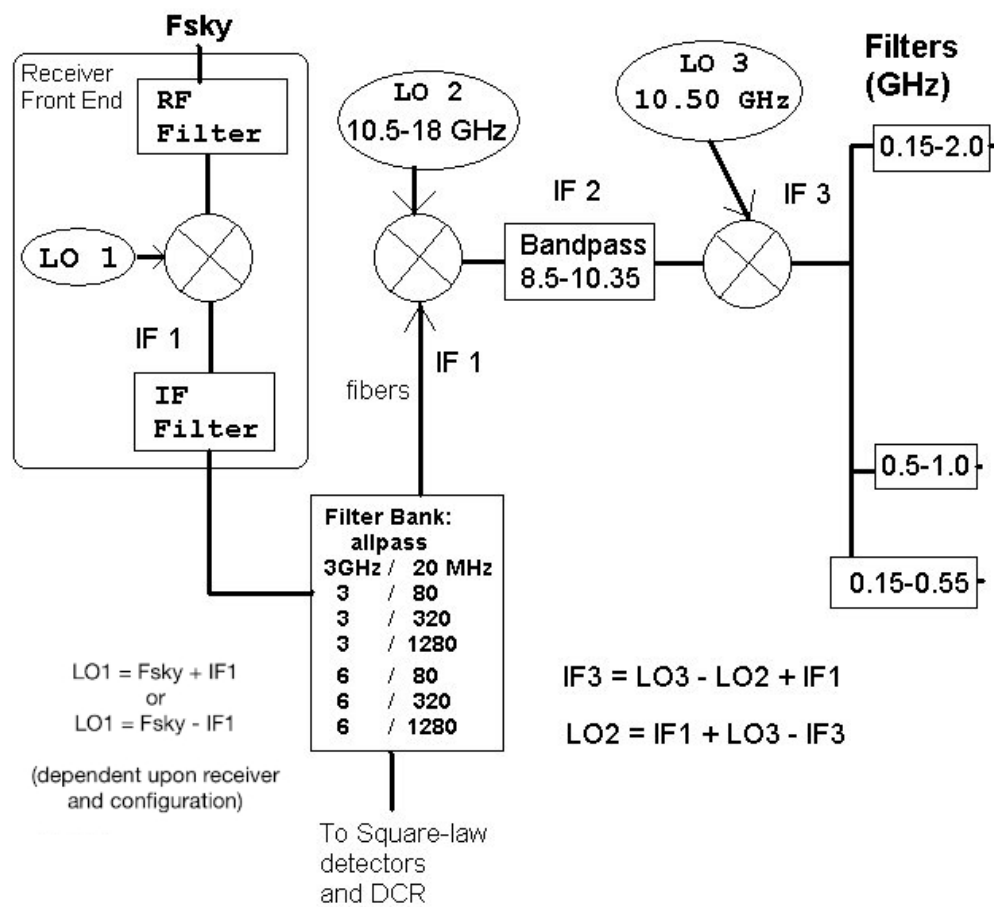 Fsky
Receiver
Front End
RF
Filter
LO 1
IF 1
IF
Filter
LO 2
10.5-18 GHz
LO 3
10.50 GHz
IF 2
Bandpass
8.5-10.35
IF 3
Filters
(GHz)
0.15-2.0
0.5-1.0
0.15-0.55
IF 1
fibers
Filter Bank:
allpass
3GHz / 20 MHz
3 / 80
3 / 320
3 / 1280
6 / 80
6 / 320
6 / 1280
To Square-law
detectors
and DCR
LO1 = Fsky + IF1
or
LO1 = Fsky - IF1
(dependent upon receiver
and configuration)
IF3 = LO3 - LO2 + IF1
LO2 = IF1 + LO3 - IF3